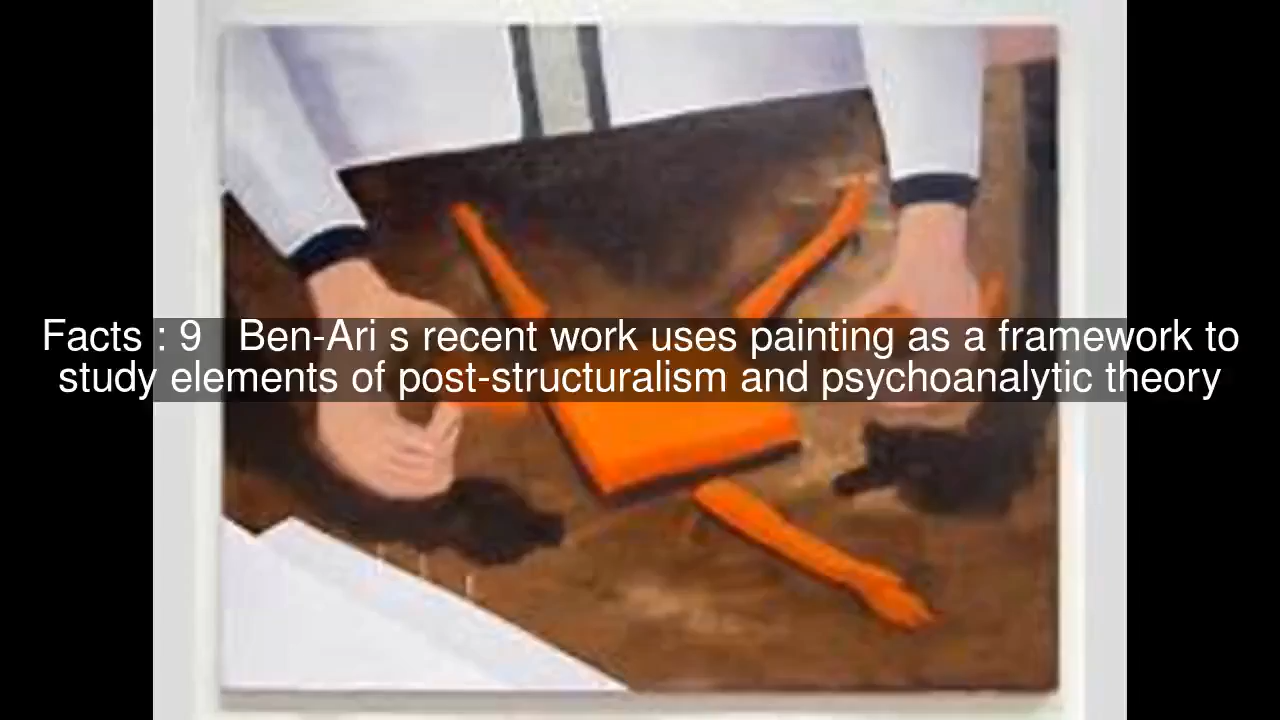 Facts : 9 Ben-Ari s recent work uses painting as a framework to
study elements of post-structuralism and psychoanalytic theory